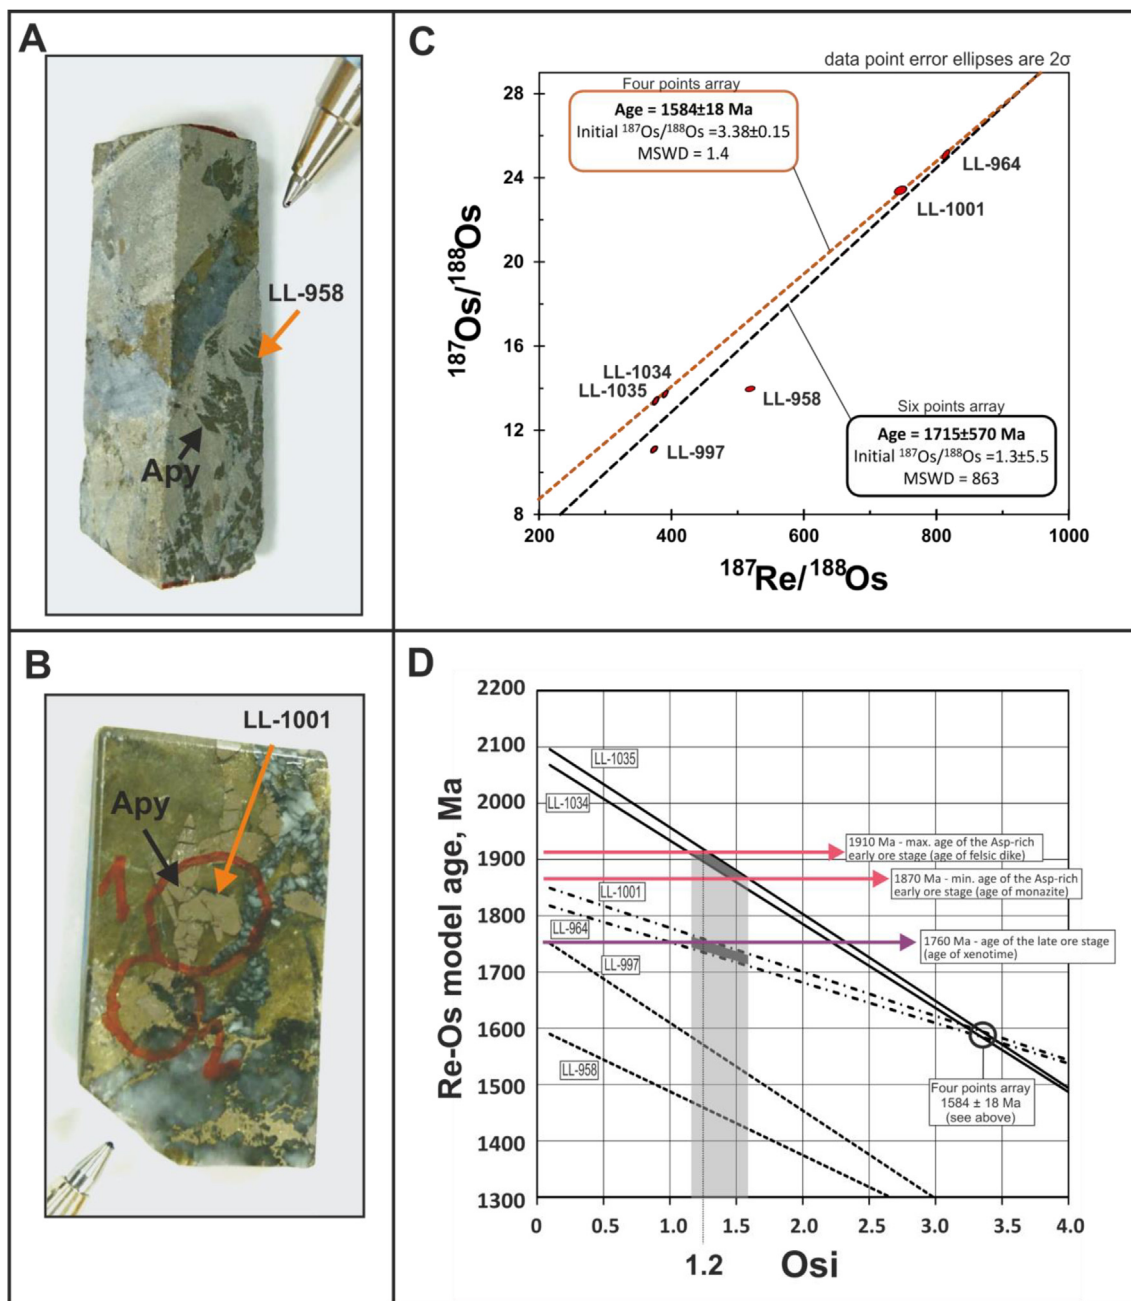 A
LL-958
Apy
B
LL-1001
Apy
1
2
C
data point error ellipses are 2σ
Four points array
Age = 1584±18 Ma
Initial ¹⁸⁷Os/¹⁸⁸Os =3.38±0.15
MSWD = 1.4
LL-964
LL-1001
LL-1034
LL-1035
LL-958
LL-997
Six points array
Age = 1715±570 Ma
Initial ¹⁸⁷Os/¹⁸⁸Os =1.3±5.5
MSWD = 863
¹⁸⁷Os/¹⁸⁸Os
28
24
20
16
12
8
200
400
600
800
1000
¹⁸⁷Re/¹⁸⁸Os
D
Re-Os model age, Ma
2200
2100
2000
1900
1800
1700
1600
1500
1400
1300
LL-1035
LL-1034
1910 Ma - max. age of the Asp-rich
early ore stage (age of felsic dike)
1870 Ma - min. age of the Asp-rich
early ore stage (age of monazite)
LL-1001
LL-964
1760 Ma - age of the late ore stage
(age of xenotime)
LL-997
LL-958
Four points array
1584 ± 18 Ma
(see above)
0
0.5
1.0
1.5
2.0
2.5
3.0
3.5
4.0
1.2
Osi